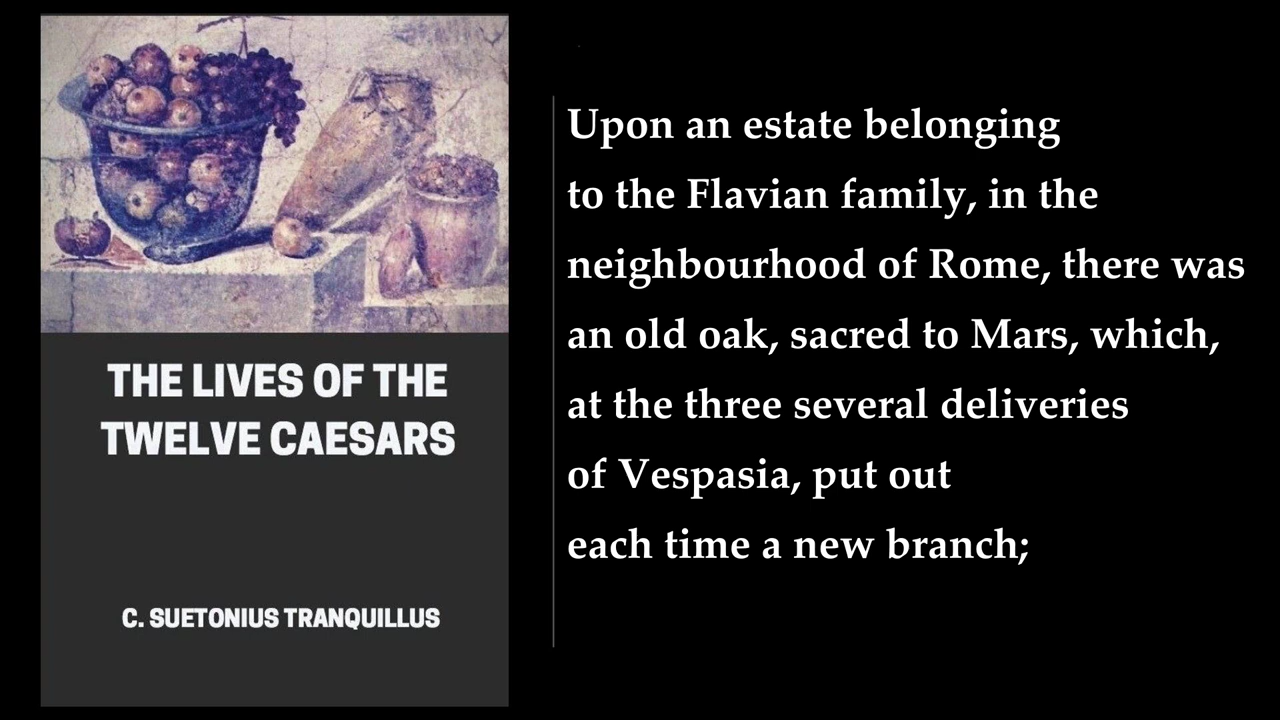 THE LIVES OF THE
TWELVE CAESARS
C. SUETONIUS TRANQUILLUS
Upon an estate belonging
to the Flavian family, in the
neighbourhood of Rome, there was
an old oak, sacred to Mars, which,
at the three several deliveries
of Vespasia, put out
each time a new branch;